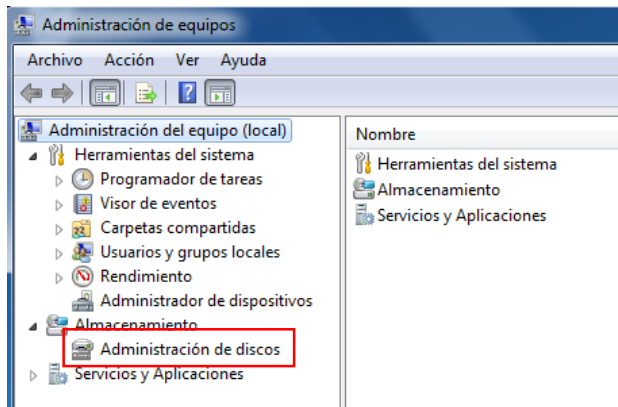 Administración de equipos
Archivo Acción Ver Ayuda
Administración del equipo (local)
Herramientas del sistema
Programador de tareas
Visor de eventos
Carpetas compartidas
Usuarios y grupos locales
Rendimiento
Administrador de dispositivos
Almacenamiento
Administración de discos
Servicios y Aplicaciones
Nombre
Herramientas del sistema
Almacenamiento
Servicios y Aplicaciones